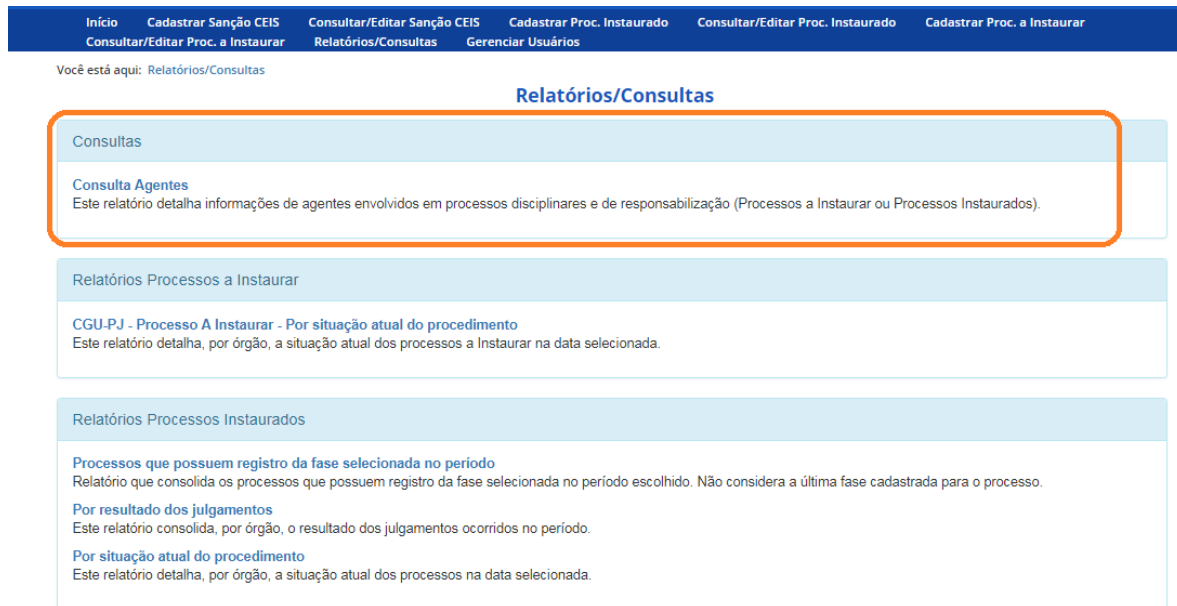 Início Cadastrar Sanção CEIS Consultar/Editar Sanção CEIS Cadastrar Proc. Instaurado Consultar/Editar Proc. Instaurado Cadastrar Proc. a Instaurar
Consultar/Editar Proc. a Instaurar Relatórios/Consultas Gerenciar Usuários
Você está aqui: Relatórios/Consultas
Relatórios/Consultas
Consultas
Consulta Agentes
Este relatório detalha informações de agentes envolvidos em processos disciplinares e de responsabilização (Processos a Instaurar ou Processos Instaurados).
Relatórios Processos a Instaurar
CGU-PJ - Processo A Instaurar - Por situação atual do procedimento
Este relatório detalha, por órgão, a situação atual dos processos a Instaurar na data selecionada.
Relatórios Processos Instaurados
Processos que possuem registro da fase selecionada no período
Relatório que consolida os processos que possuem registro da fase selecionada no período escolhido. Não considera a última fase cadastrada para o processo.
Por resultado dos julgamentos
Este relatório consolida, por órgão, o resultado dos julgamentos ocorridos no período.
Por situação atual do procedimento
Este relatório detalha, por órgão, a situação atual dos processos na data selecionada.